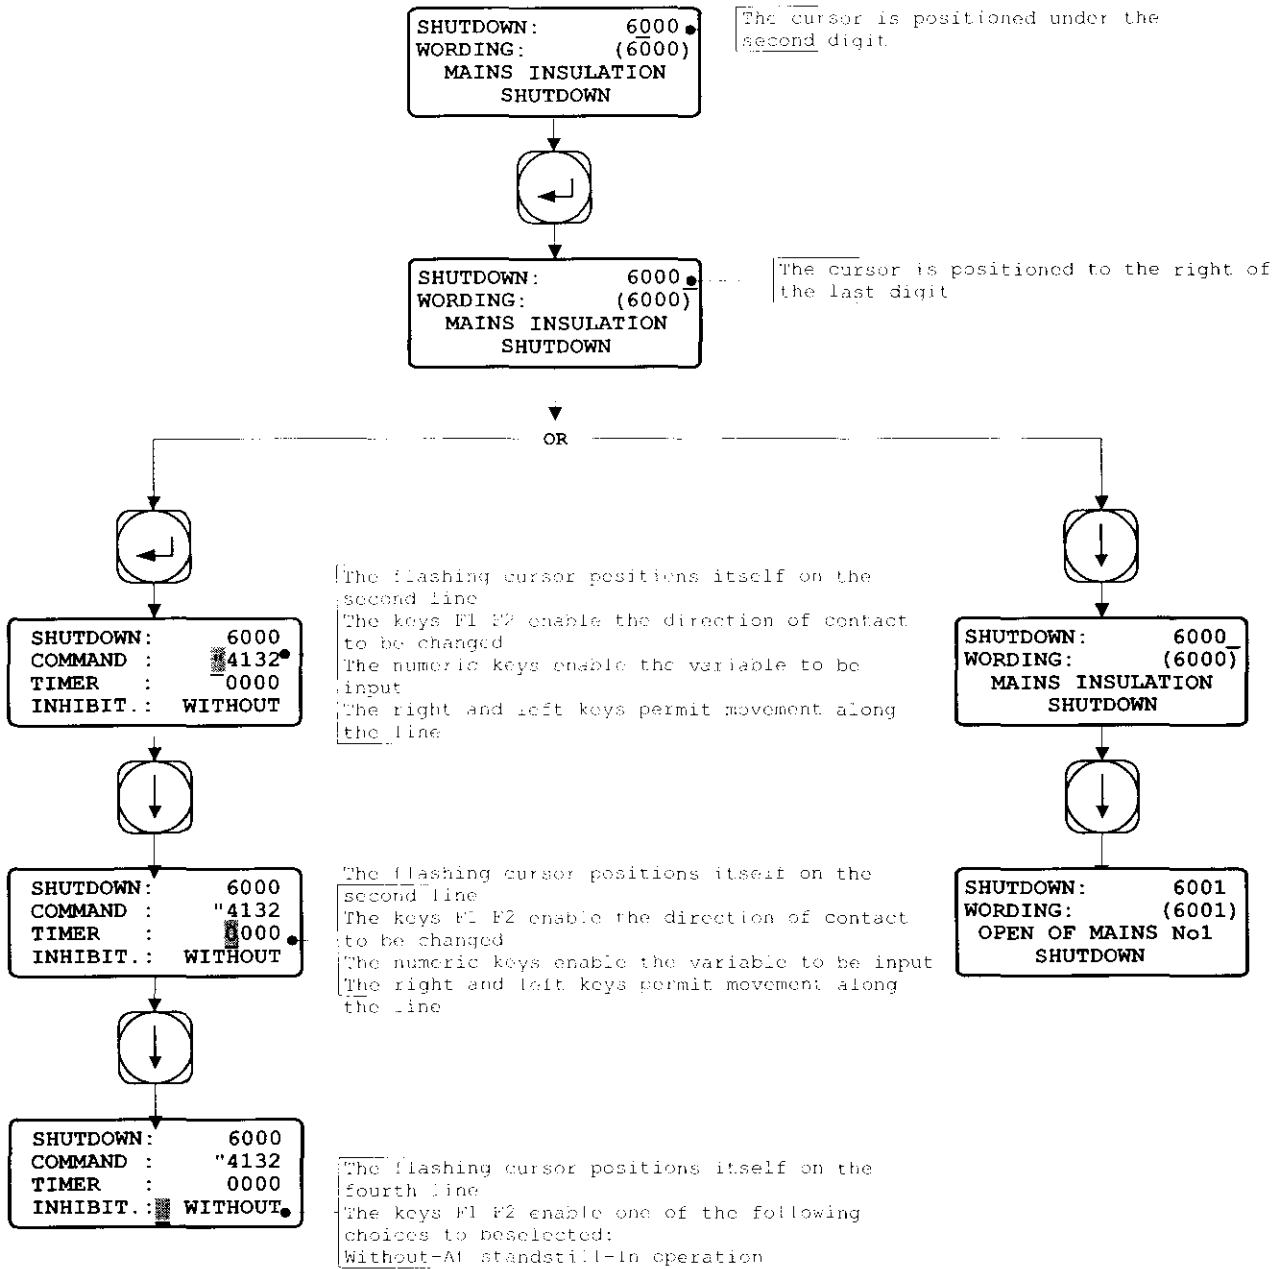 SHUTDOWN: 6000
WORDING: (6000)
MAINS INSULATION
SHUTDOWN
The cursor is positioned under the
second digit
SHUTDOWN: 6000
WORDING: (6000)
MAINS INSULATION
SHUTDOWN
The cursor is positioned to the right of
the last digit
OR
The flashing cursor positions itself on the
second line
The keys F1 F2 enable the direction of contact
to be changed
The numeric keys enable the variable to be
input
The right and left keys permit movement along
the line
SHUTDOWN: 6000
COMMAND : "4132
TIMER : 0000
INHIBIT.: WITHOUT
SHUTDOWN: 6000
WORDING: (6000)
MAINS INSULATION
SHUTDOWN
SHUTDOWN: 6000
COMMAND : "4132
TIMER : 0000
INHIBIT.: WITHOUT
The flashing cursor positions itself on the
second line
The keys F1 F2 enable the direction of contact
to be changed
The numeric keys enable the variable to be input
The right and left keys permit movement along
the line
SHUTDOWN: 6001
WORDING: (6001)
OPEN OF MAINS No1
SHUTDOWN
SHUTDOWN: 6000
COMMAND : "4132
TIMER : 0000
INHIBIT.: WITHOUT
The flashing cursor positions itself on the
fourth line
The keys F1 F2 enable one of the following
choices to beselected:
Without-At standstill-In operation